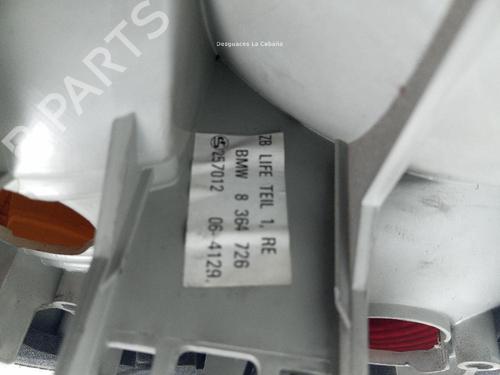 Desguaces La Cabaña
B PARTS
ZB LIFE TEIL 1, RE
BMW 8 364 726
257012 06-4129.